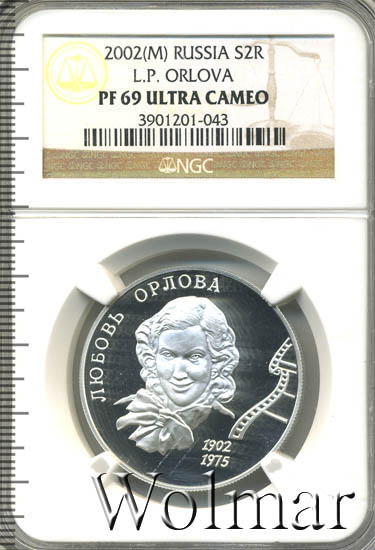 2002(M) RUSSIA S2R
L.P. ORLOVA
PF 69 ULTRA CAMEO
3901201-043
NGC
ЛЮБОВЬ ОРЛОВА
1902
1975
Wolmar